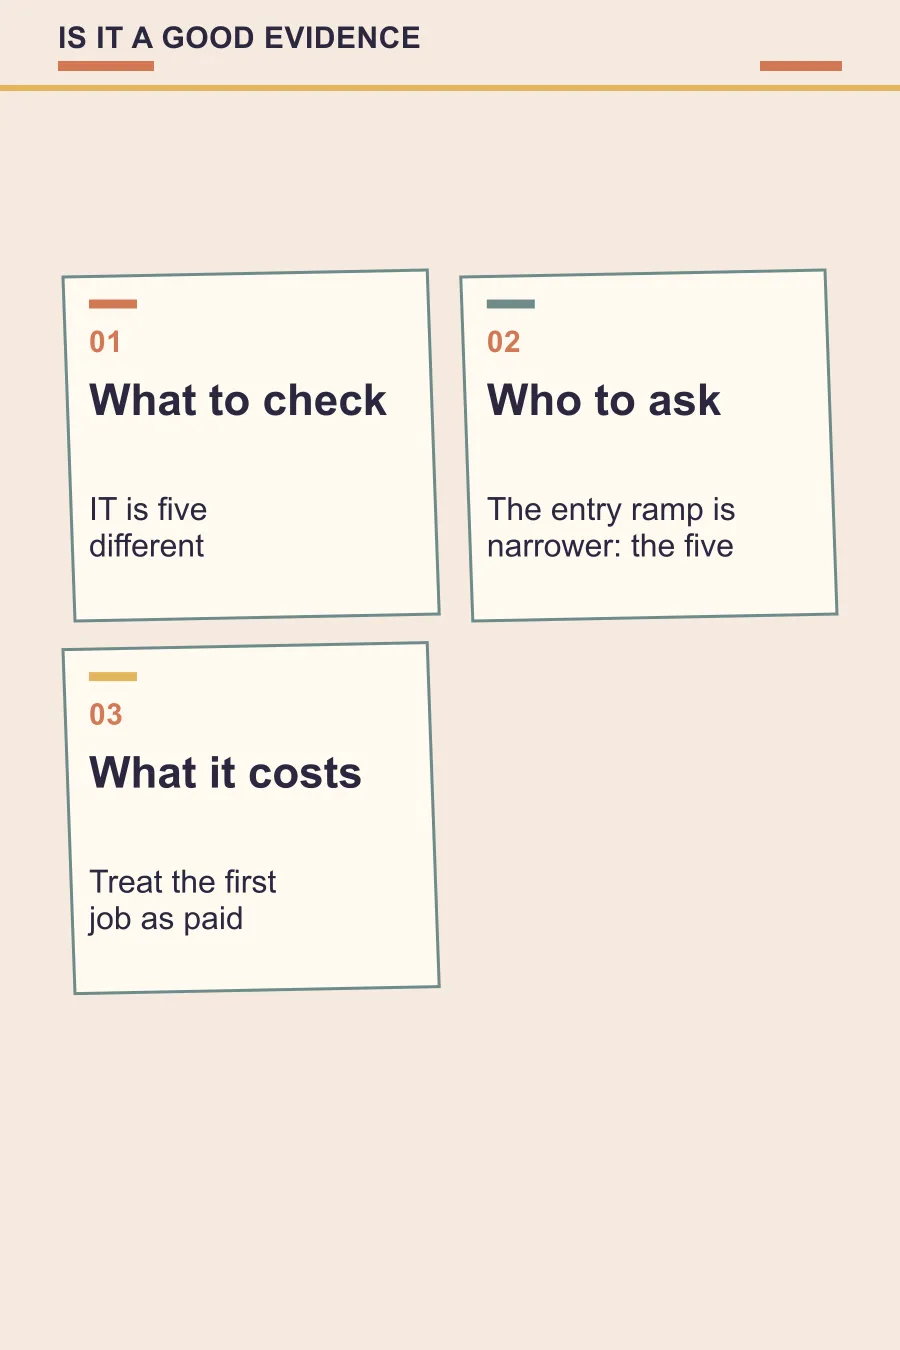 IS IT A GOOD EVIDENCE
01
What to check
IT is five
different
02
Who to ask
The entry ramp is
narrower: the five
03
What it costs
Treat the first
job as paid